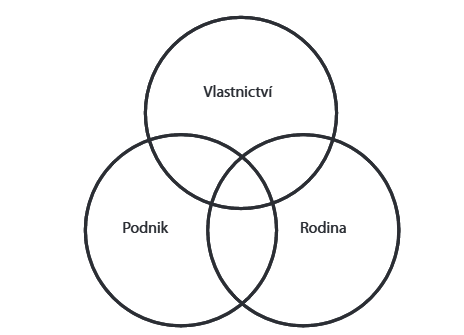 Vlastnictví
Podnik
Rodina